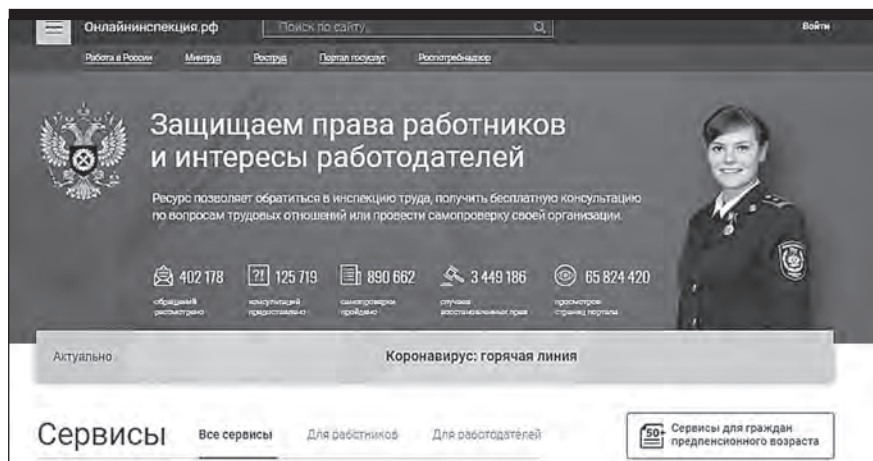 Онлайнинспекция.рф
Поиск по сайту
Войти
Работа в России Минтруд Роструд Портал госуслуг Роспотребнадзор
Защищаем права работников
и интересы работодателей
Ресурс позволяет обратиться в инспекцию труда, получить бесплатную консультацию
по вопросам трудовых отношений или провести самопроверку своей организации.
402 178 ?! 125 719 890 662 3 449 186 65 824 420
обращений консультаций самопроверки случаев просмотров
рассмотрено предоставлено пройдено восстановленных прав страниц портала
Актуально Коронавирус: горячая линия
Сервисы Все сервисы Для работников Для работодателей
50+ Сервисы для граждан
предпенсионного возраста